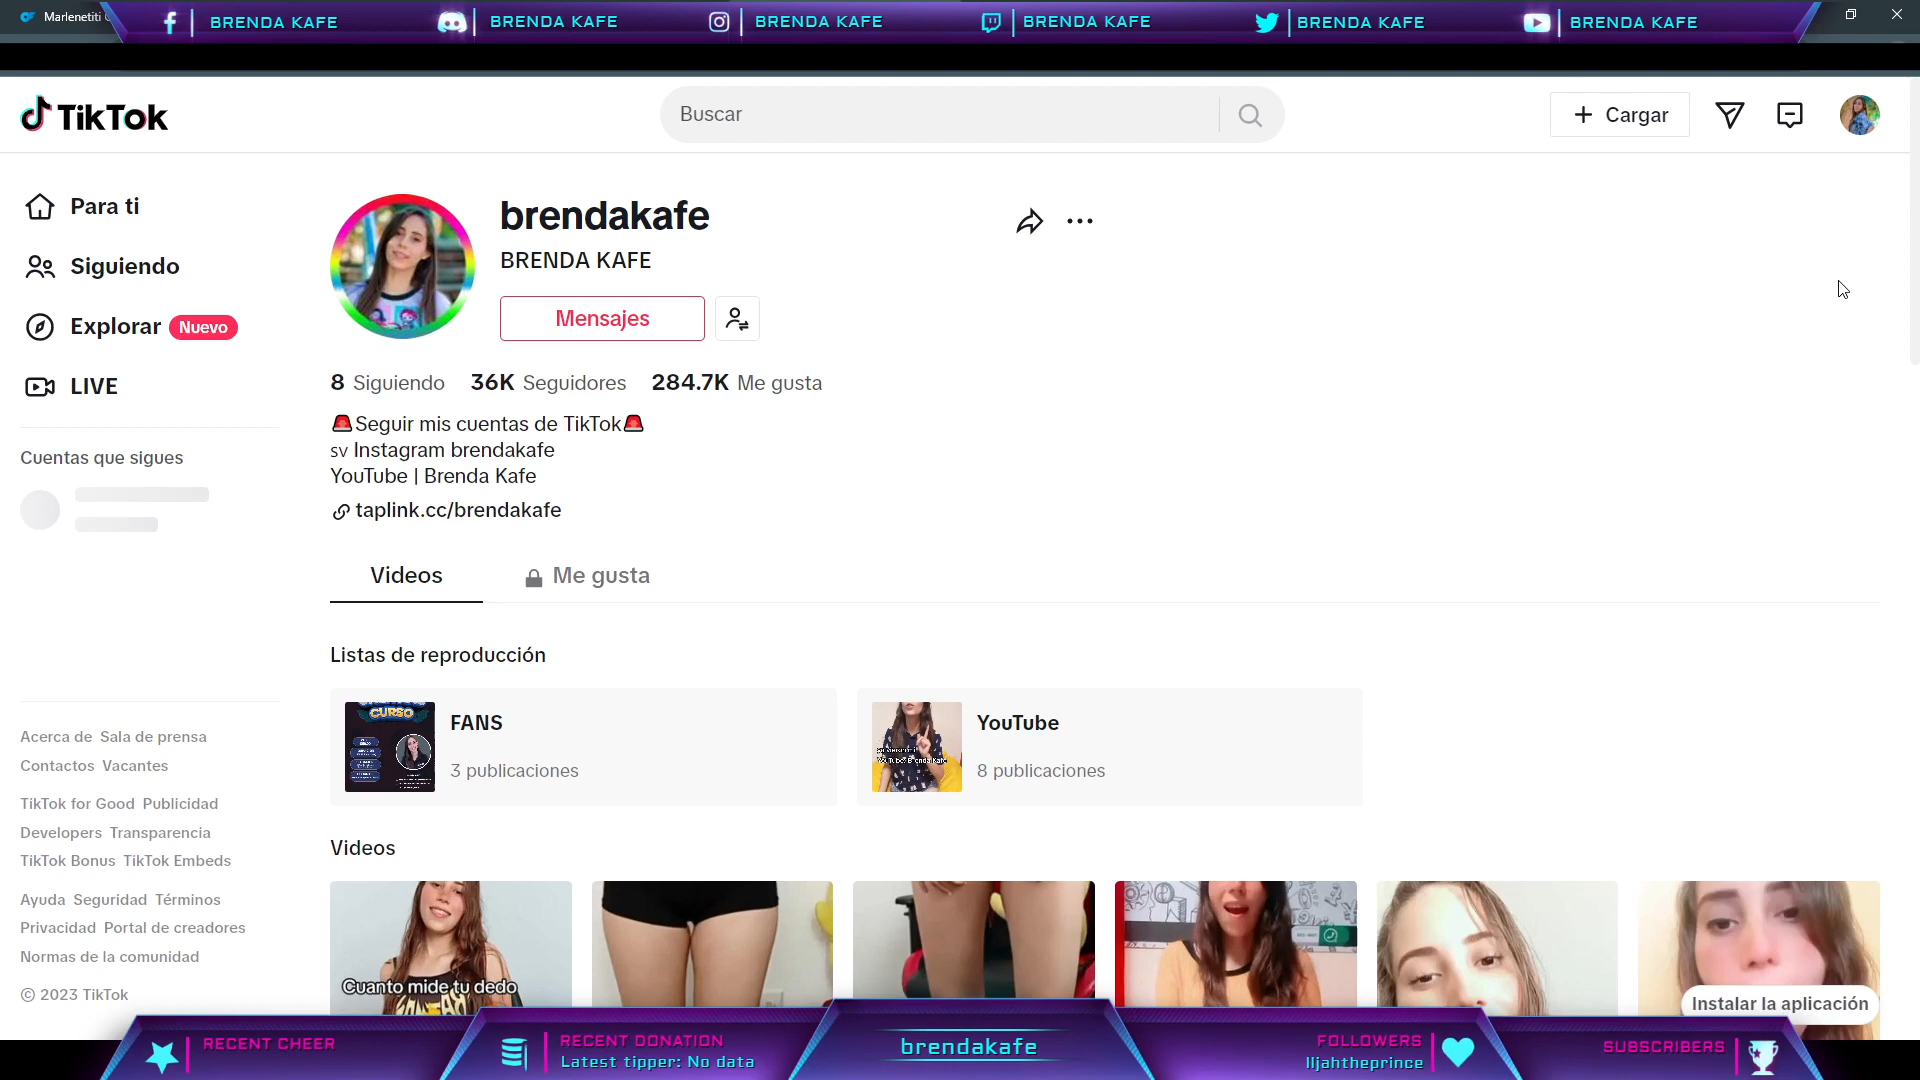 Marlenetiti
BRENDA KAFE
BRENDA KAFE
BRENDA KAFE
BRENDA KAFE
BRENDA KAFE
BRENDA KAFE
TikTok
Buscar
Cargar
Para ti
Siguiendo
Explorar Nuevo
LIVE
Cuentas que sigues
brendakafe
BRENDA KAFE
Mensajes
8 Siguiendo 36K Seguidores 284.7K Me gusta
🚨Seguir mis cuentas de TikTok🚨
sv Instagram brendakafe
YouTube | Brenda Kafe
taplink.cc/brendakafe
Videos
Me gusta
Listas de reproducción
CURSO
FANS
3 publicaciones
YouTube
8 publicaciones
Videos
Cuanto mide tu dedo
Acerca de Sala de prensa
Contactos Vacantes
TikTok for Good Publicidad
Developers Transparencia
TikTok Bonus TikTok Embeds
Ayuda Seguridad Términos
Privacidad Portal de creadores
Normas de la comunidad
© 2023 TikTok
Instalar la aplicación
RECENT CHEER
RECENT DONATION
Latest tipper: No data
brendakafe
FOLLOWERS
lljahtheprince
SUBSCRIBERS